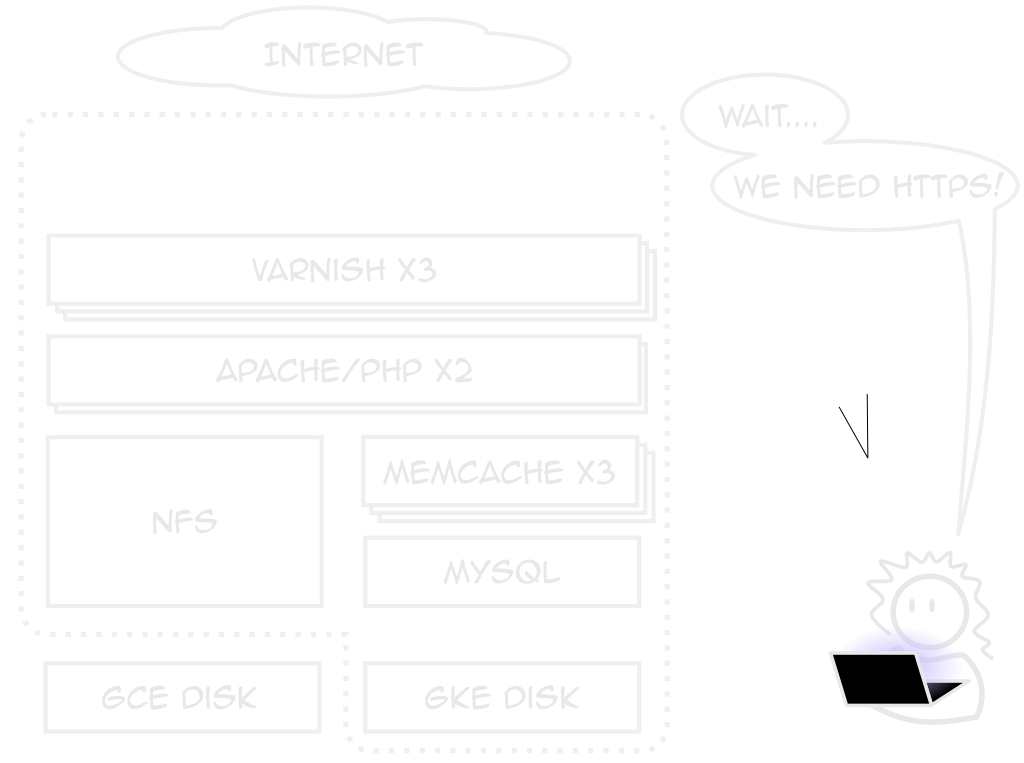 INTERNET
WAIT....
WE NEED HTTPS!
VARNISH X3
APACHE/PHP X2
MEMCACHE X3
NFS
MYSQL
GCE DISK
GKE DISK